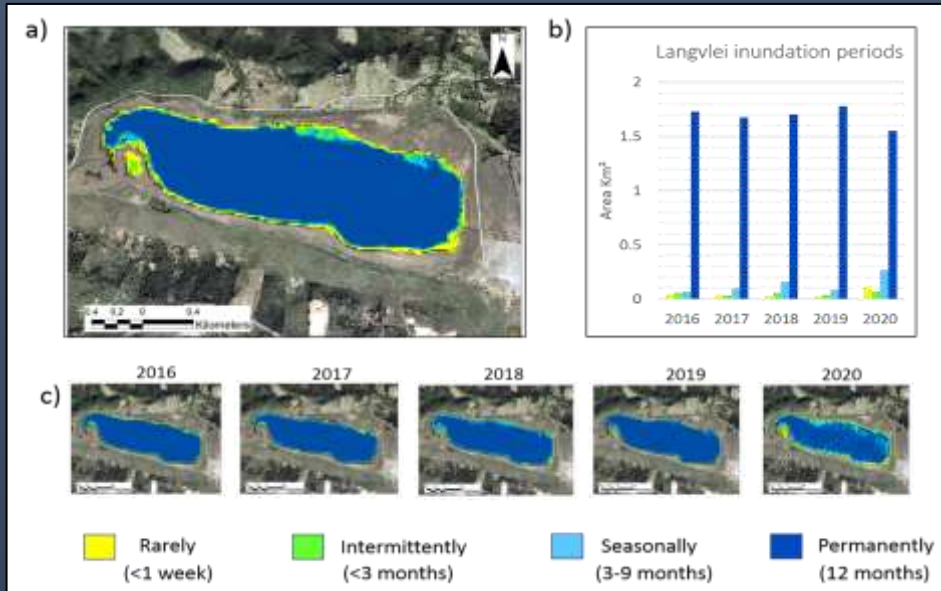 a)
N
0.4 0.2 0 0.4
Kilometers
b)
Langvlei inundation periods
2
1.5
1
0.5
0
Area Km²
2016 2017 2018 2019 2020
2016 2017 2018 2019 2020
c)
Rarely
(<1 week)
Intermittently
(<3 months)
Seasonally
(3-9 months)
Permanently
(12 months)